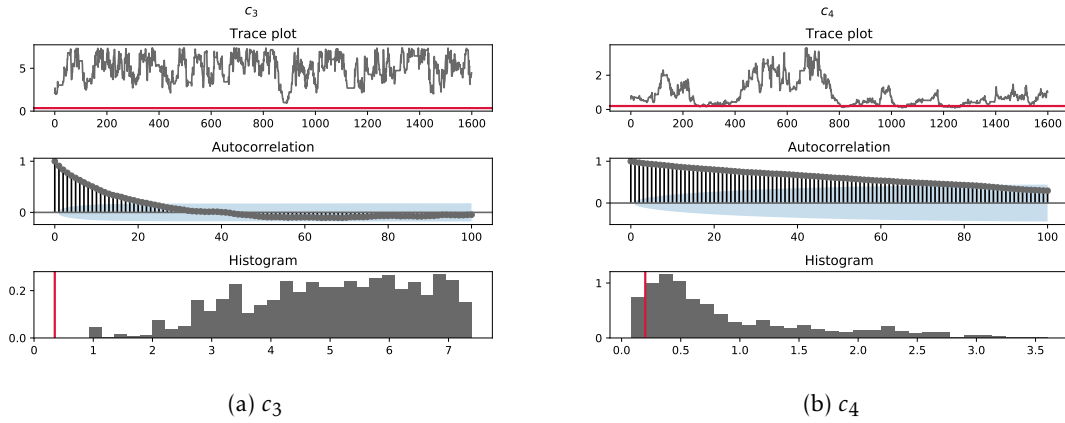 c₃
Trace plot
5
0
0 200 400 600 800 1000 1200 1400 1600
Autocorrelation
1
0
0 20 40 60 80 100
Histogram
0.2
0.0
0 1 2 3 4 5 6 7
(a) c₃
c₄
Trace plot
2
0
0 200 400 600 800 1000 1200 1400 1600
Autocorrelation
1
0
0 20 40 60 80 100
Histogram
1
0
0.0 0.5 1.0 1.5 2.0 2.5 3.0 3.5
(b) c₄